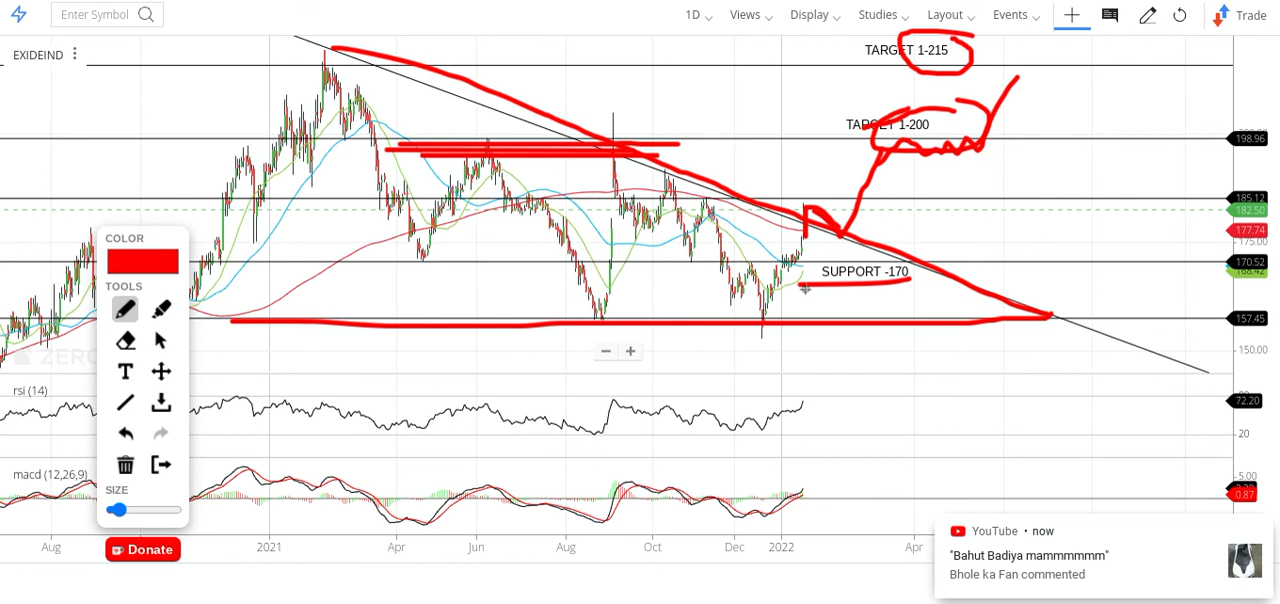 Enter Symbol
1D
Views
Display
Studies
Layout
Events
Trade
EXIDEIND
TARGET 1-215
TARGET 1-200
198.96
185.12
182.50
177.74
175.00
170.52
SUPPORT -170
157.45
150.00
COLOR
TOOLS
T
SIZE
Donate
rsi (14)
72.20
20
macd (12,26,9)
5.00
0.87
Aug
2021
Apr
Jun
Aug
Oct
Dec
2022
Apr
YouTube • now
"Bahut Badiya mammmmmm"
Bhole ka Fan commented